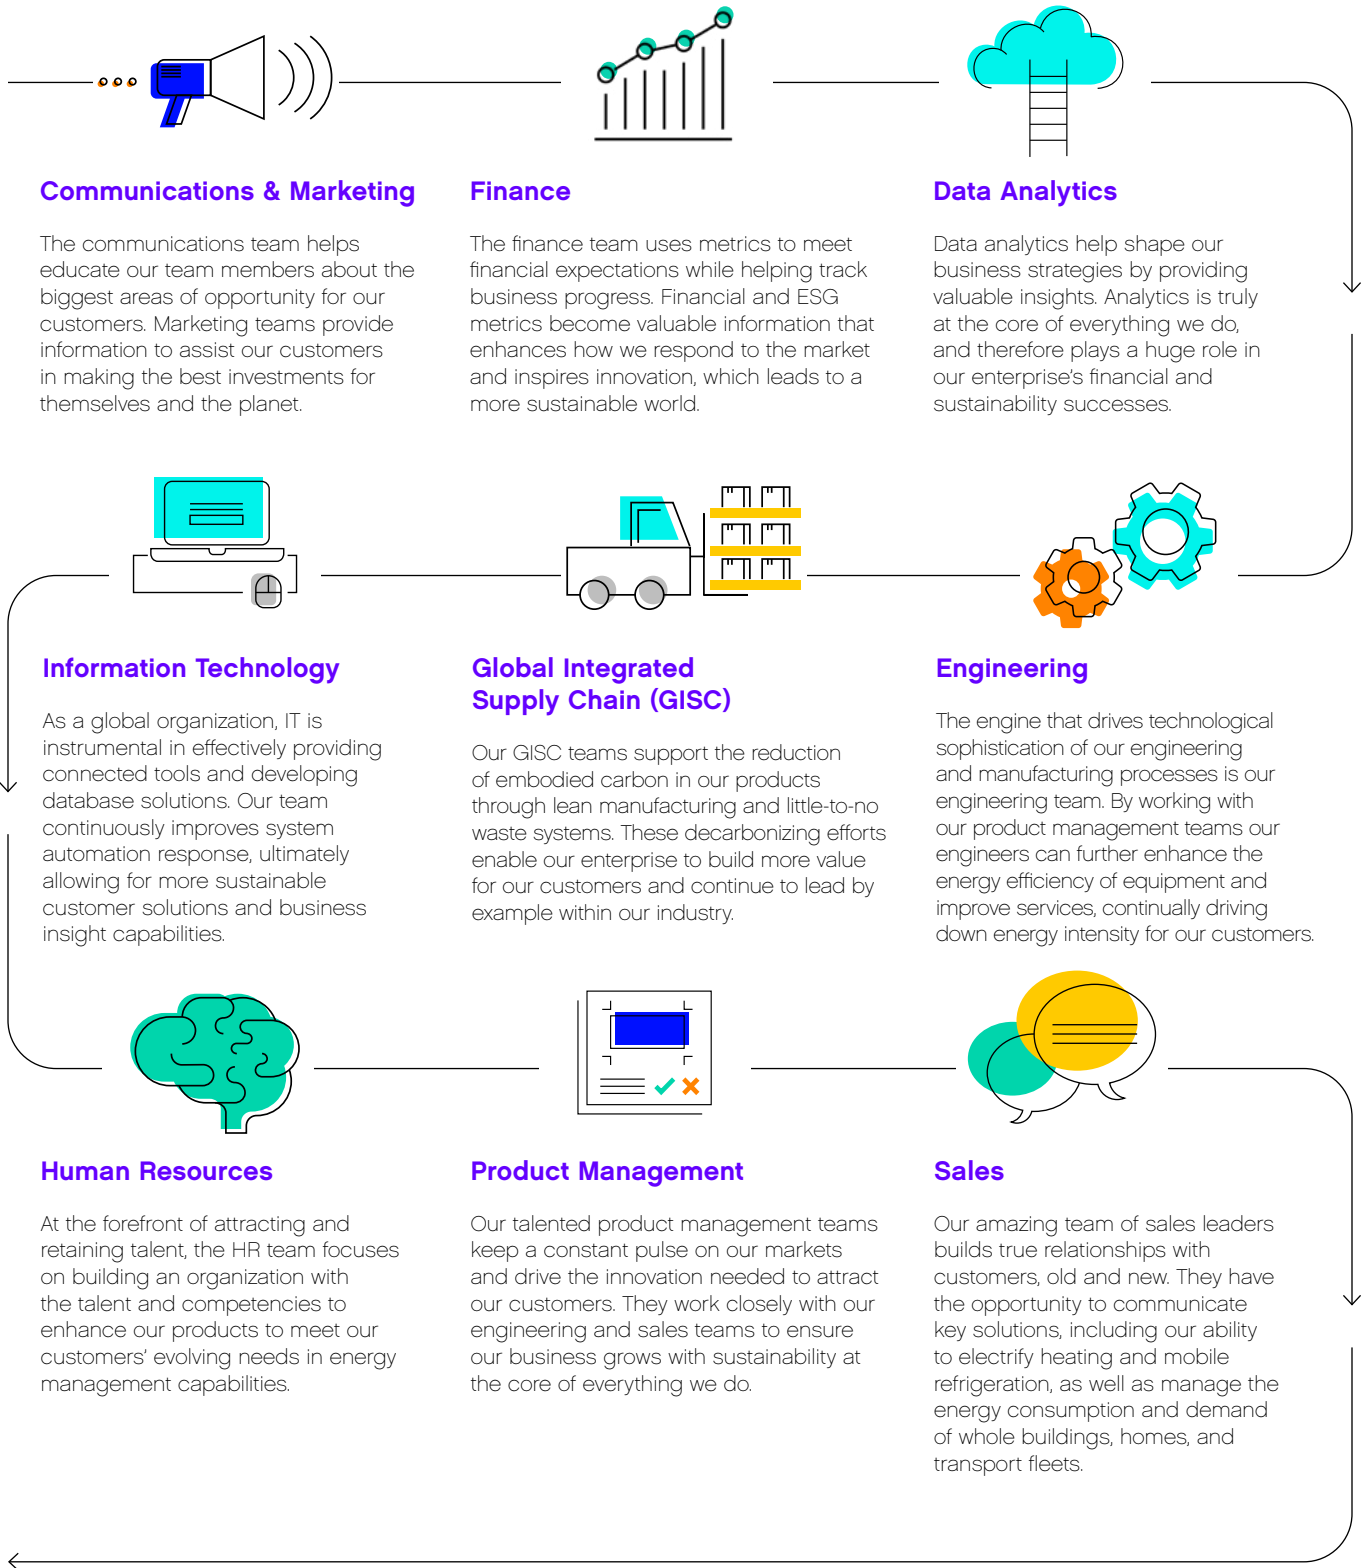 Communications & Marketing
The communications team helps
educate our team members about the
biggest areas of opportunity for our
customers. Marketing teams provide
information to assist our customers
in making the best investments for
themselves and the planet.
Finance
The finance team uses metrics to meet
financial expectations while helping track
business progress. Financial and ESG
metrics become valuable information that
enhances how we respond to the market
and inspires innovation, which leads to a
more sustainable world.
Data Analytics
Data analytics help shape our
business strategies by providing
valuable insights. Analytics is truly
at the core of everything we do,
and therefore plays a huge role in
our enterprise's financial and
sustainability successes.
Information Technology
As a global organization, IT is
instrumental in effectively providing
connected tools and developing
database solutions. Our team
continuously improves system
automation response, ultimately
allowing for more sustainable
customer solutions and business
insight capabilities.
Global Integrated
Supply Chain (GISC)
Our GISC teams support the reduction
of embodied carbon in our products
through lean manufacturing and little-to-no
waste systems. These decarbonizing efforts
enable our enterprise to build more value
for our customers and continue to lead by
example within our industry.
Engineering
The engine that drives technological
sophistication of our engineering
and manufacturing processes is our
engineering team. By working with
our product management teams our
engineers can further enhance the
energy efficiency of equipment and
improve services, continually driving
down energy intensity for our customers.
Human Resources
At the forefront of attracting and
retaining talent, the HR team focuses
on building an organization with
the talent and competencies to
enhance our products to meet our
customers' evolving needs in energy
management capabilities.
Product Management
Our talented product management teams
keep a constant pulse on our markets
and drive the innovation needed to attract
our customers. They work closely with our
engineering and sales teams to ensure
our business grows with sustainability at
the core of everything we do.
Sales
Our amazing team of sales leaders
builds true relationships with
customers, old and new. They have
the opportunity to communicate
key solutions, including our ability
to electrify heating and mobile
refrigeration, as well as manage the
energy consumption and demand
of whole buildings, homes, and
transport fleets.